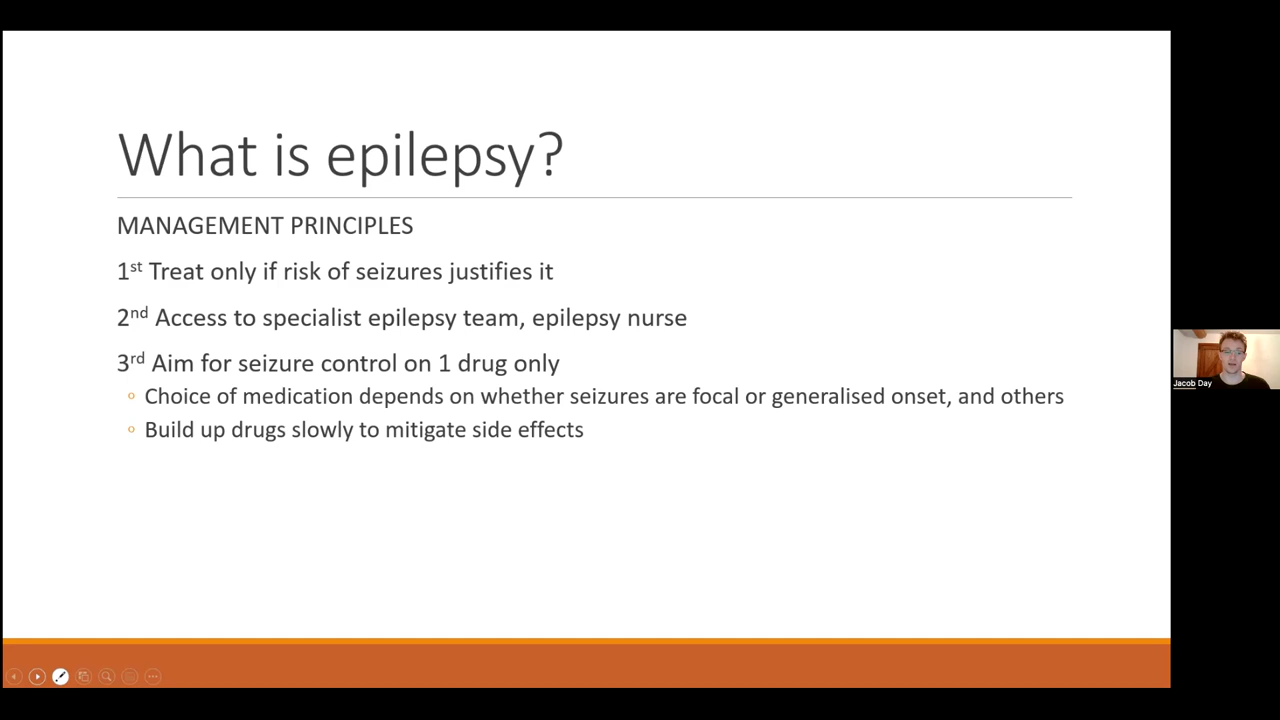 What is epilepsy?
MANAGEMENT PRINCIPLES
1st Treat only if risk of seizures justifies it
2nd Access to specialist epilepsy team, epilepsy nurse
3rd Aim for seizure control on 1 drug only
Choice of medication depends on whether seizures are focal or generalised onset, and others
Build up drugs slowly to mitigate side effects
Jacob Day